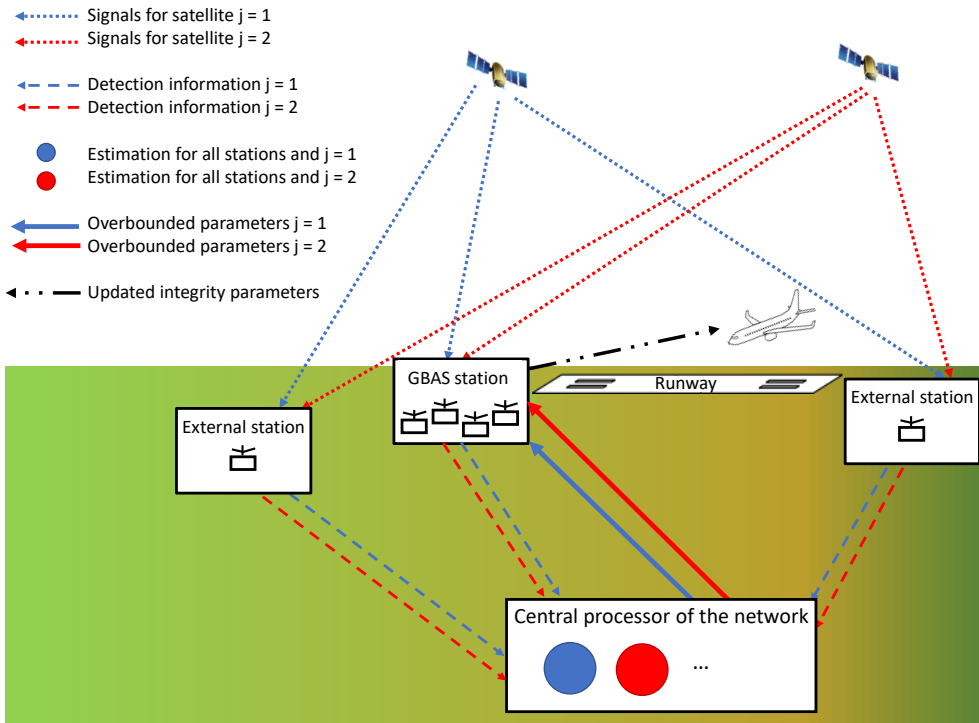 Signals for satellite j = 1
Signals for satellite j = 2
Detection information j = 1
Detection information j = 2
Estimation for all stations and j = 1
Estimation for all stations and j = 2
Overbounded parameters j = 1
Overbounded parameters j = 2
Updated integrity parameters
GBAS station
Runway
External station
External station
Central processor of the network
...